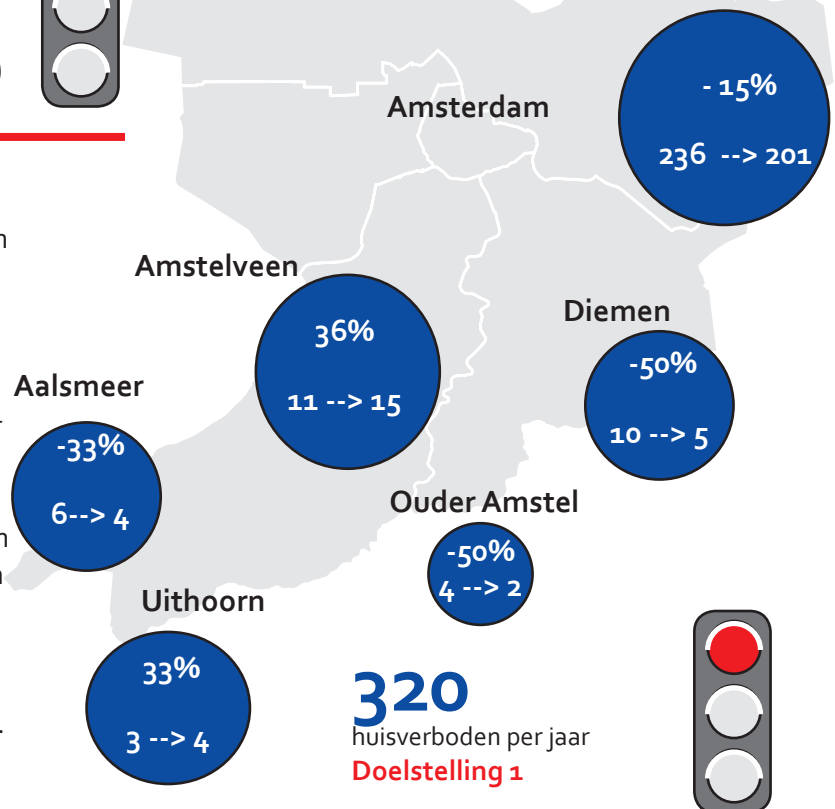 Amsterdam
- 15%
236 --> 201
Amstelveen
36%
11 --> 15
Diemen
-50%
10 --> 5
Aalsmeer
-33%
6--> 4
Ouder Amstel
-50%
4 --> 2
Uithoorn
33%
3 --> 4
320
huisverboden per jaar
Doelstelling 1